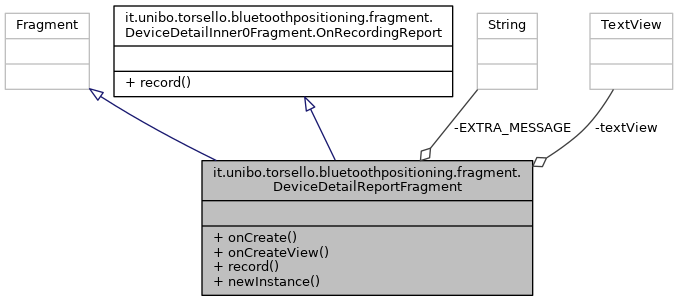 Fragment
it.unibo.torsello.bluetoothpositioning.fragment.
DeviceDetailInner0Fragment.OnRecordingReport
+ record()
String
TextView
-EXTRA_MESSAGE
-textView
it.unibo.torsello.bluetoothpositioning.fragment.
DeviceDetailReportFragment
+ onCreate()
+ onCreateView()
+ record()
+ newInstance()